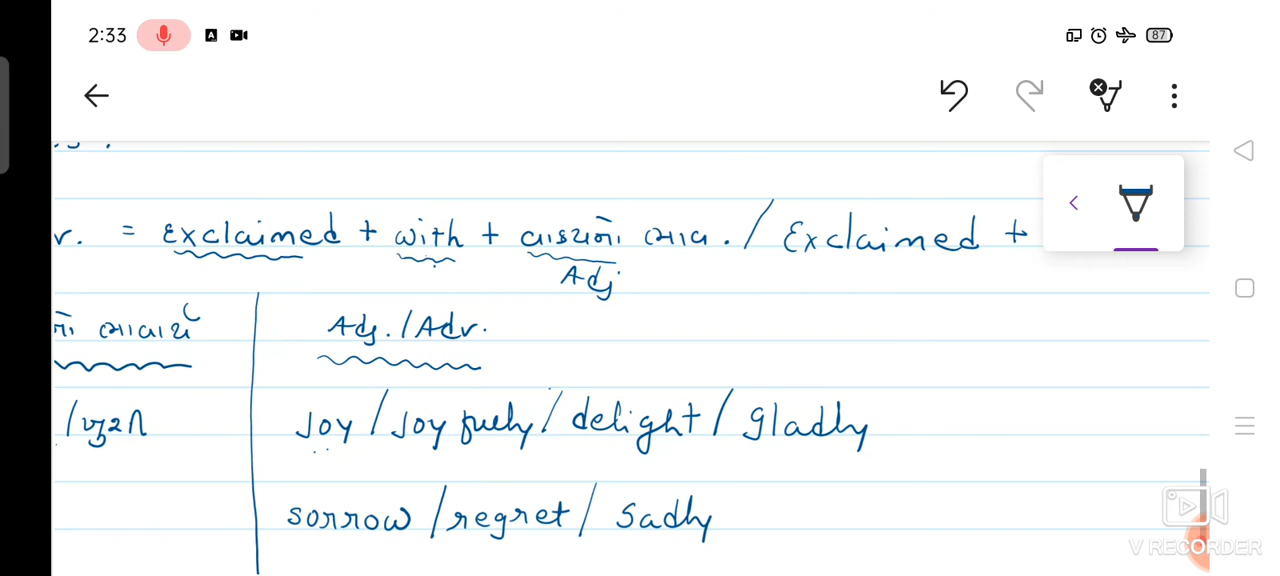 2:33 A 87
v. = Exclaimed + with + વાક્યની ભાવ. / Exclaimed +
Adj
Adj. / Adv.
/ખુશી
Joy / Joyfully / delight / gladly
sorrow / regret / sadly
V RECORDER